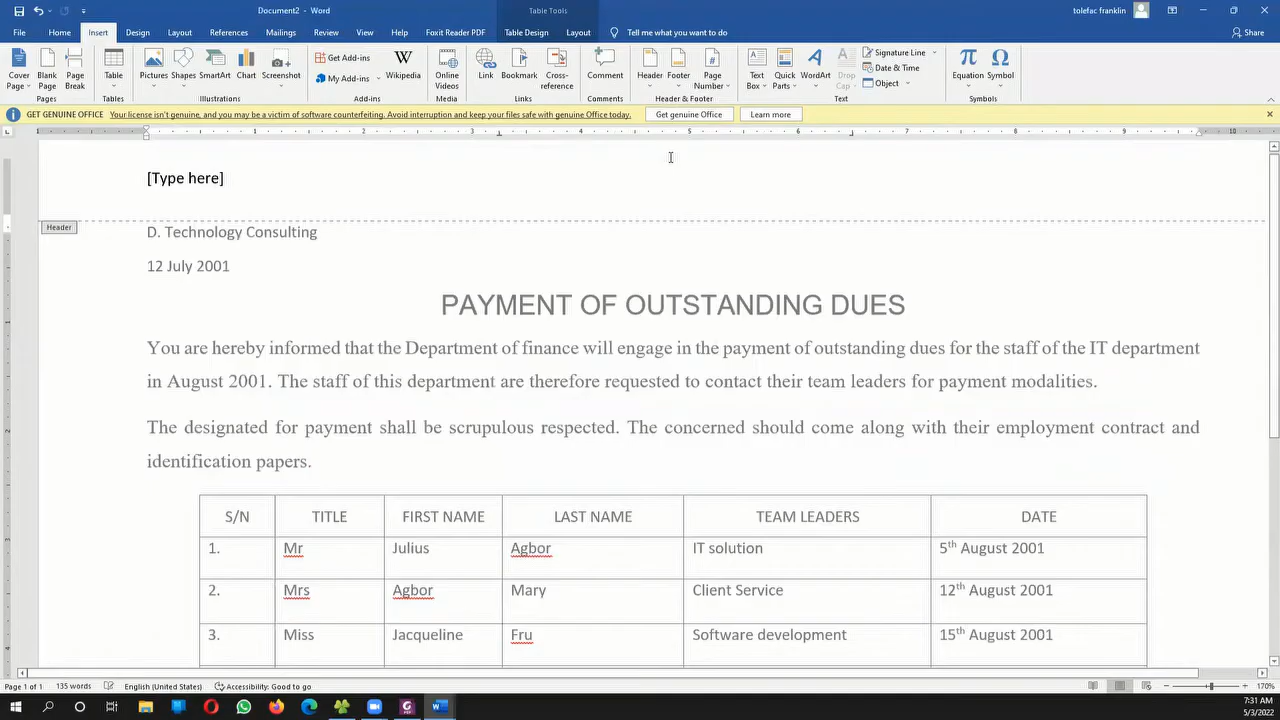 Document2 - Word
Table Tools
tolefac franklin
File Home Insert Design Layout References Mailings Review View Help Foxit Reader PDF Table Design Layout Tell me what you want to do Share
Cover Page Blank Page Page Break Table Pictures Shapes SmartArt Chart Screenshot Get Add-ins My Add-ins Wikipedia Online Videos Link Bookmark Cross-reference Comment Header Footer Page Number Text Box Quick Parts WordArt Drop Cap Signature Line Date & Time Object Equation Symbol
Pages Tables Illustrations Add-ins Media Links Comments Header & Footer Text Symbols
GET GENUINE OFFICE Your license isn't genuine, and you may be a victim of software counterfeiting. Avoid interruption and keep your files safe with genuine Office today. Get genuine Office Learn more
1 2 3 4 5 6 7 8 9 10
[Type here]
Header
D. Technology Consulting
12 July 2001
PAYMENT OF OUTSTANDING DUES
You are hereby informed that the Department of finance will engage in the payment of outstanding dues for the staff of the IT department
in August 2001. The staff of this department are therefore requested to contact their team leaders for payment modalities.
The designated for payment shall be scrupulous respected. The concerned should come along with their employment contract and
identification papers.
S/N TITLE FIRST NAME LAST NAME TEAM LEADERS DATE
1. Mr Julius Agbor IT solution 5th August 2001
2. Mrs Agbor Mary Client Service 12th August 2001
3. Miss Jacqueline Fru Software development 15th August 2001
Page 1 of 1 135 words English (United States) Accessibility: Good to go 170%
7:31 AM
5/3/2022